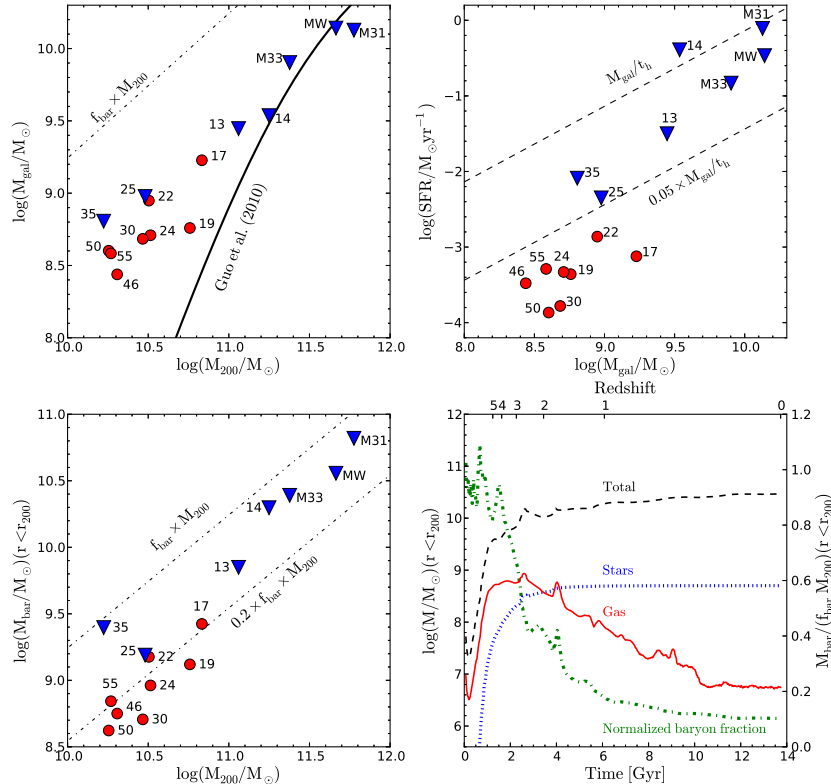 log(M_gal/M_⊙)
10.0
9.5
9.0
8.5
8.0
10.0 10.5 11.0 11.5 12.0
log(M_200/M_⊙)
f_bar × M_200
Guo et al. (2010)
MW
M31
M33
14
13
17
25
22
35
19
30
24
50
55
46
log(SFR/M_⊙yr⁻¹)
−0
−1
−2
−3
−4
8.0 8.5 9.0 9.5 10.0
log(M_gal/M_⊙)
M_gal/t_h
0.05 × M_gal/t_h
M31
14
MW
M33
13
35
25
22
17
55
24
19
46
50
30
log(M_bar/M_⊙)(r < r_200)
11.0
10.5
10.0
9.5
9.0
8.5
10.0 10.5 11.0 11.5 12.0
log(M_200/M_⊙)
f_bar × M_200
0.2 × f_bar × M_200
M31
MW
M33
14
13
17
35
25
22
19
24
55
46
30
50
Redshift
5 4 3 2 1 0
log(M/M_⊙)(r < r_200)
12
11
10
9
8
7
6
0 2 4 6 8 10 12 14
Time [Gyr]
1.2
1.0
0.8
0.6
0.4
0.2
0.0
M_bar/(f_bar M_200)(r < r_200)
Total
Stars
Gas
Normalized baryon fraction